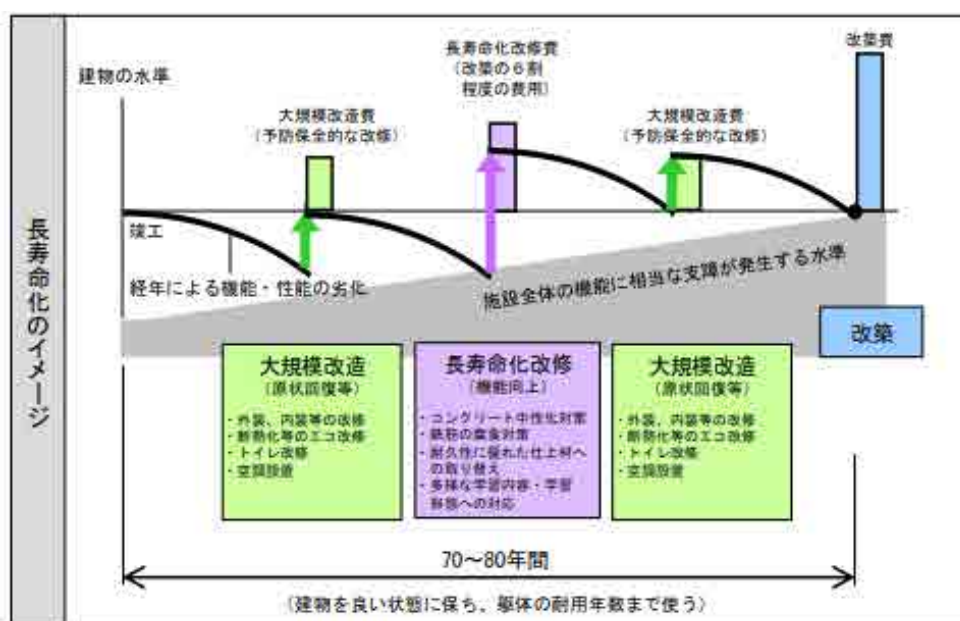 長寿命化のイメージ
建物の水準
大規模改造費
(予防保全的な改修)
長寿命化改修費
(改築の6割
程度の費用)
大規模改造費
(予防保全的な改修)
改築費
竣工
経年による機能・性能の劣化
施設全体の機能に相当な支障が発生する水準
改築
大規模改造
(原状回復等)
・外装、内装等の改修
・断熱化等のエコ改修
・トイレ改修
・空調設置
長寿命化改修
(機能向上)
・コンクリート中性化対策
・鉄筋の腐食対策
・耐久性に優れた仕上材へ
の取り替え
・多様な学習内容・学習
形態への対応
大規模改造
(原状回復等)
・外装、内装等の改修
・断熱化等のエコ改修
・トイレ改修
・空調設置
70〜80年間
(建物を良い状態に保ち、躯体の耐用年数まで使う)